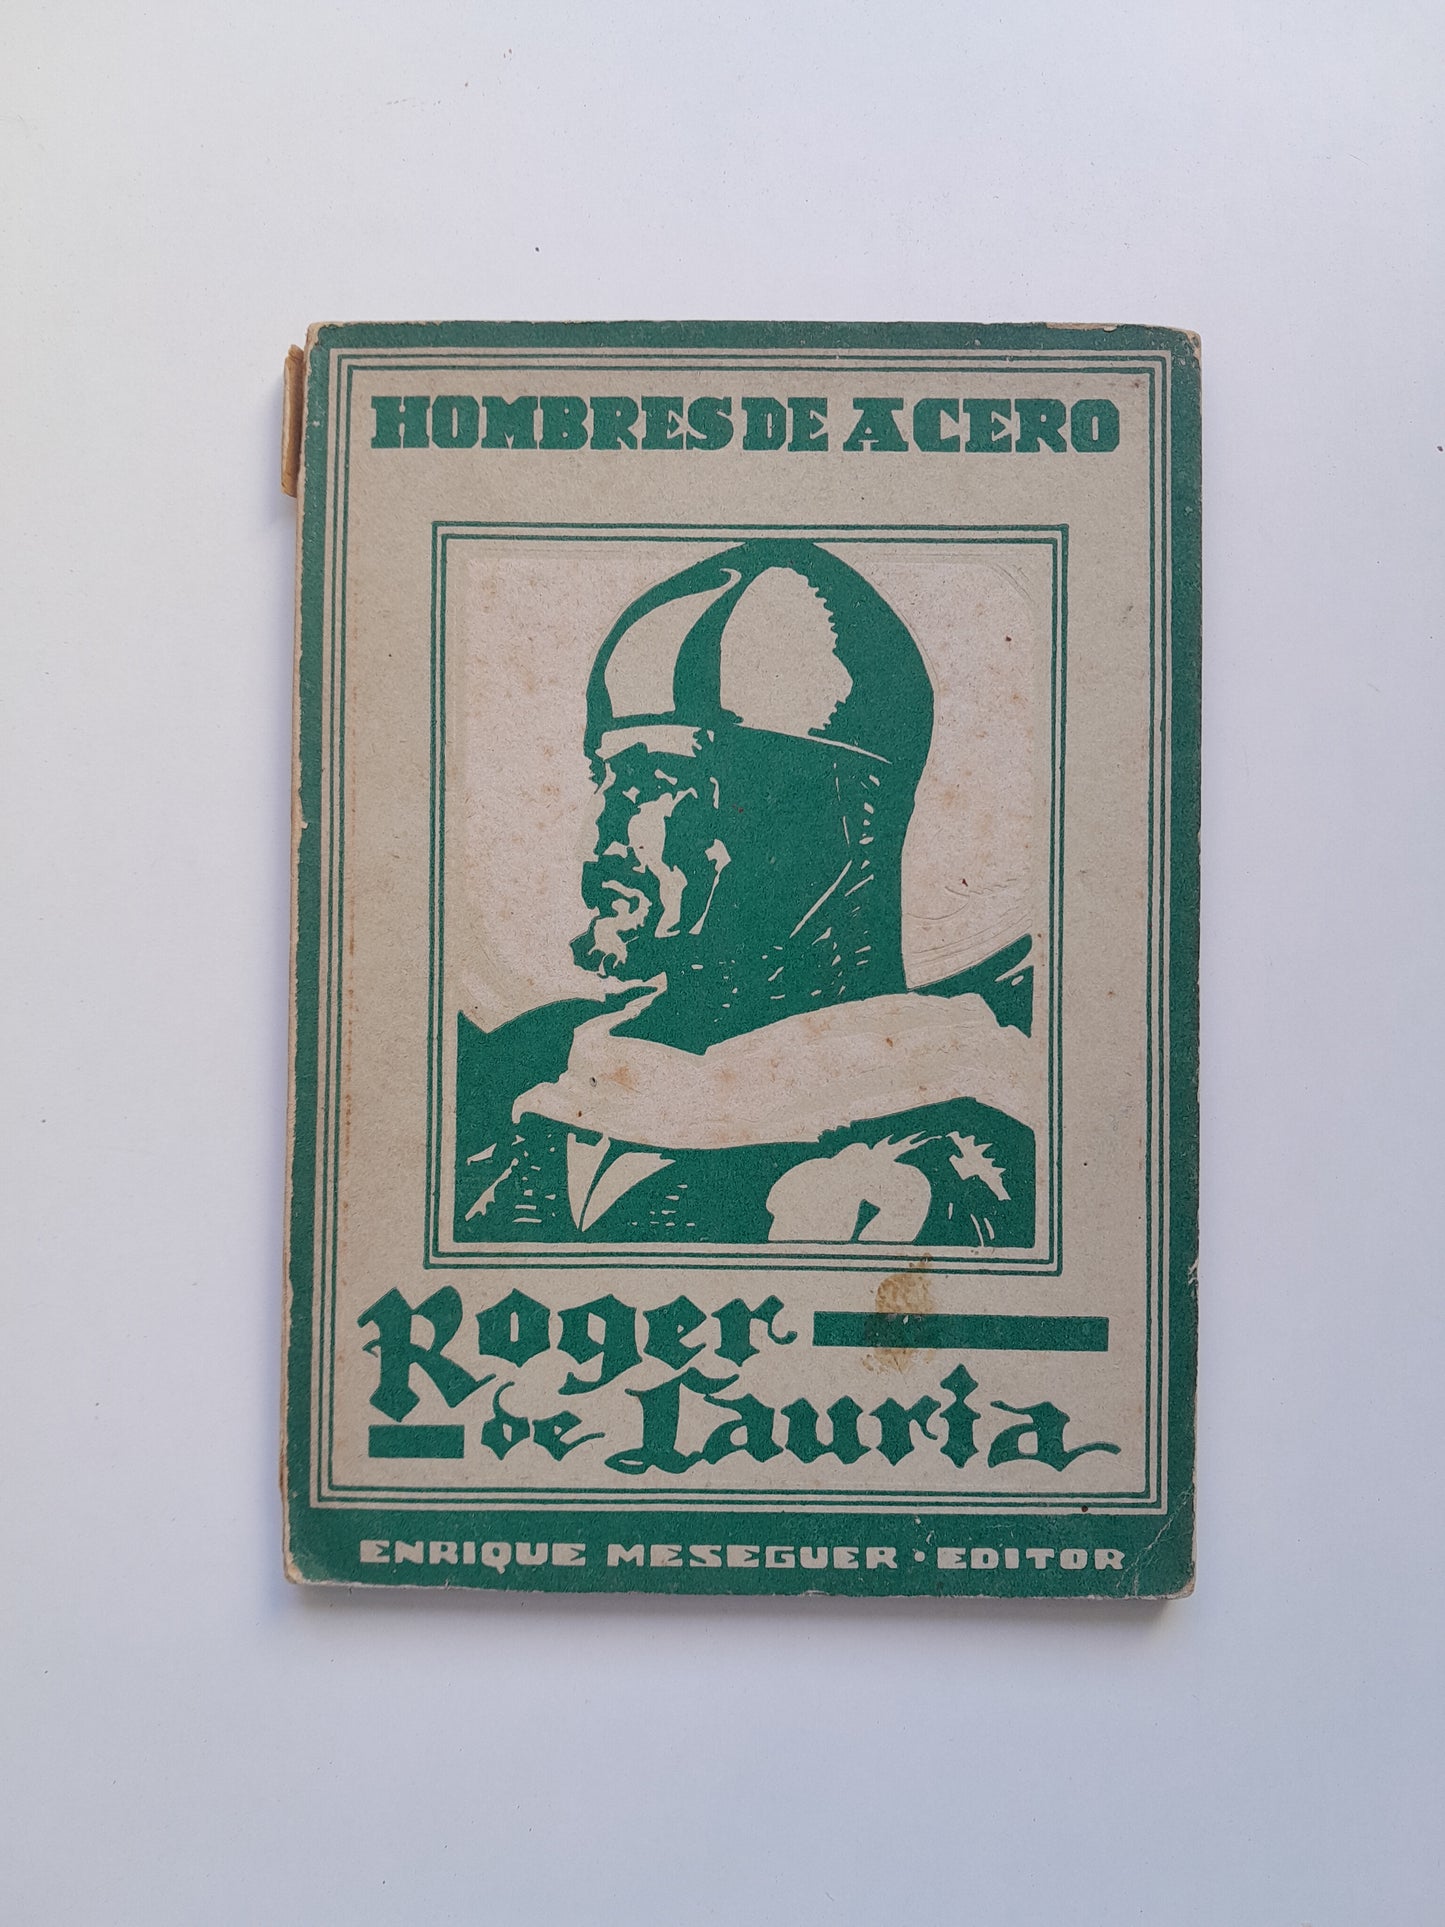 HOMBRES DE ACERO
Roger
de Lauria
ENRIQUE MESEGUER · EDITOR